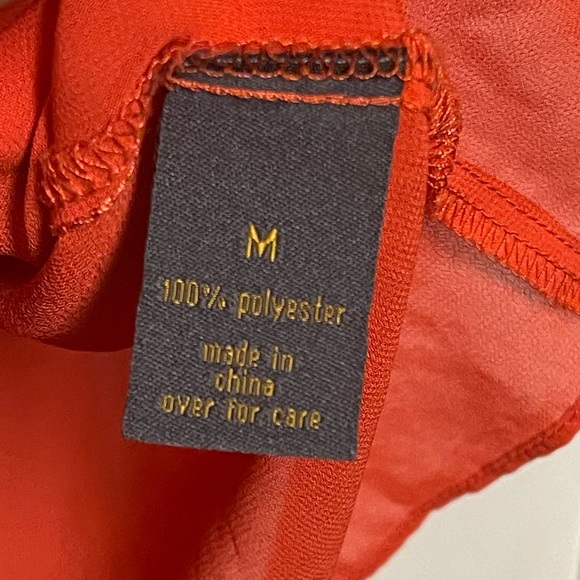 M
100% polyester
made in
china
over for care